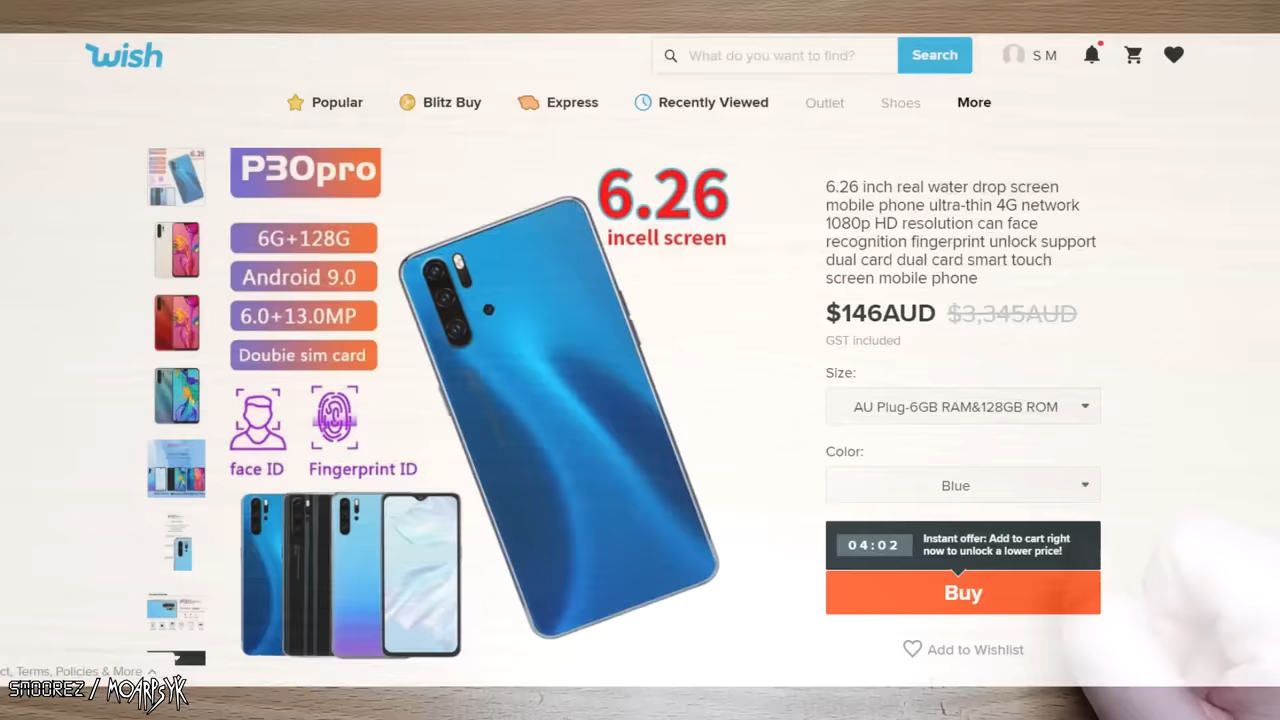 wish
What do you want to find?
Search
S M
Popular
Blitz Buy
Express
Recently Viewed
Outlet
Shoes
More
P30pro
6G+128G
Android 9.0
6.0+13.0MP
Doubie sim card
face ID
Fingerprint ID
6.26
incell screen
6.26 inch real water drop screen
mobile phone ultra-thin 4G network
1080p HD resolution can face
recognition fingerprint unlock support
dual card dual card smart touch
screen mobile phone
$146AUD $3,345AUD
GST included
Size:
AU Plug-6GB RAM&128GB ROM
Color:
Blue
04:02
Instant offer: Add to cart right
now to unlock a lower price!
Buy
Add to Wishlist
ct, Terms, Policies & More